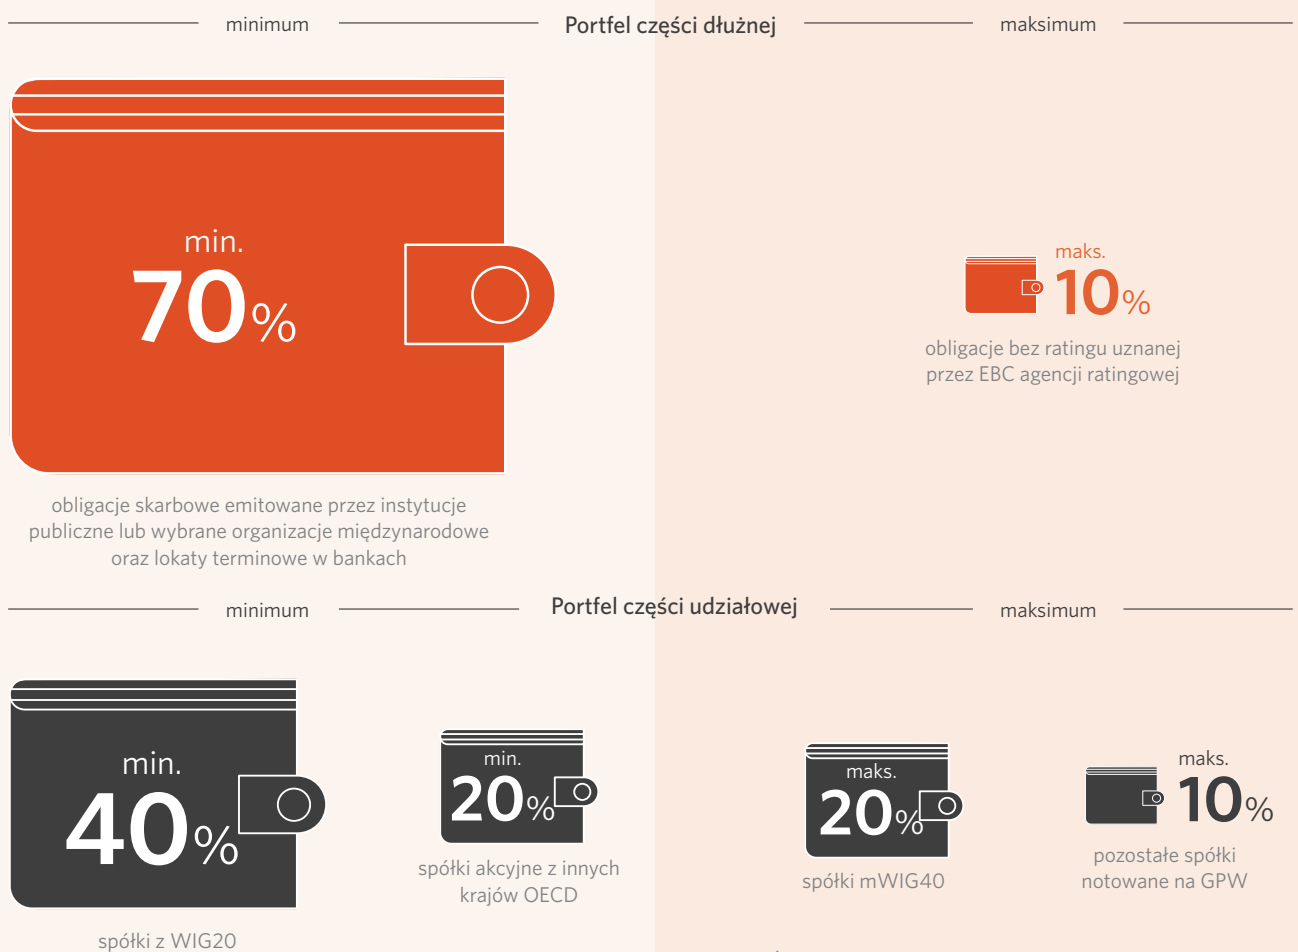 minimum
Portfel części dłużnej
maksimum
min.
70%
maks.
10%
obligacje bez ratingu uznanej
przez EBC agencji ratingowej
obligacje skarbowe emitowane przez instytucje
publiczne lub wybrane organizacje międzynarodowe
oraz lokaty terminowe w bankach
minimum
Portfel części udziałowej
maksimum
min.
40%
spółki z WIG20
min.
20%
spółki akcyjne z innych
krajów OECD
maks.
20%
spółki mWIG40
maks.
10%
pozostałe spółki
notowane na GPW